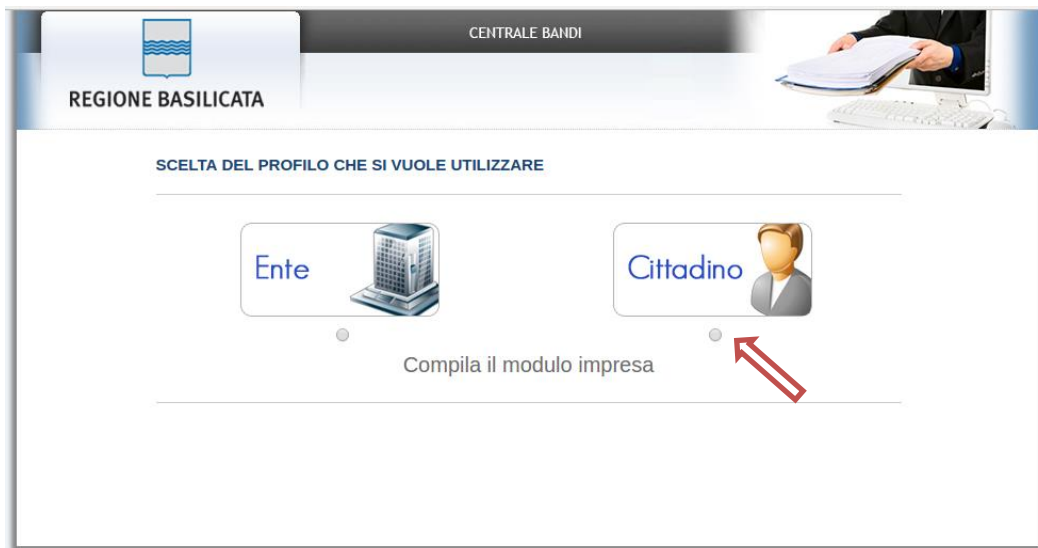 CENTRALE BANDI
REGIONE BASILICATA
SCELTA DEL PROFILO CHE SI VUOLE UTILIZZARE
Ente
Cittadino
Compila il modulo impresa